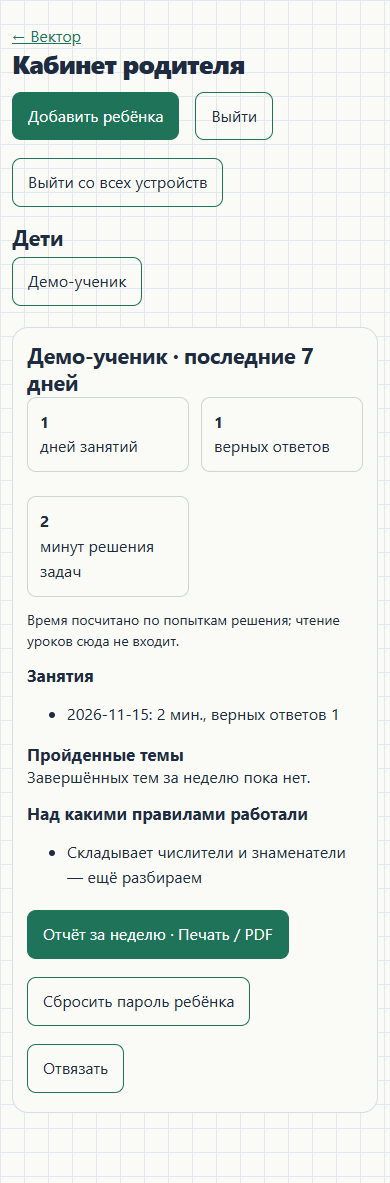 ← Вектор
Кабинет родителя
Добавить ребёнка
Выйти
Выйти со всех устройств
Дети
Демо-ученик
Демо-ученик · последние 7
дней
1
дней занятий
1
верных ответов
2
минут решения
задач
Время посчитано по попыткам решения; чтение
уроков сюда не входит.
Занятия
• 2026-11-15: 2 мин., верных ответов 1
Пройденные темы
Завершённых тем за неделю пока нет.
Над какими правилами работали
• Складывает числители и знаменатели
— ещё разбираем
Отчёт за неделю · Печать / PDF
Сбросить пароль ребёнка
Отвязать